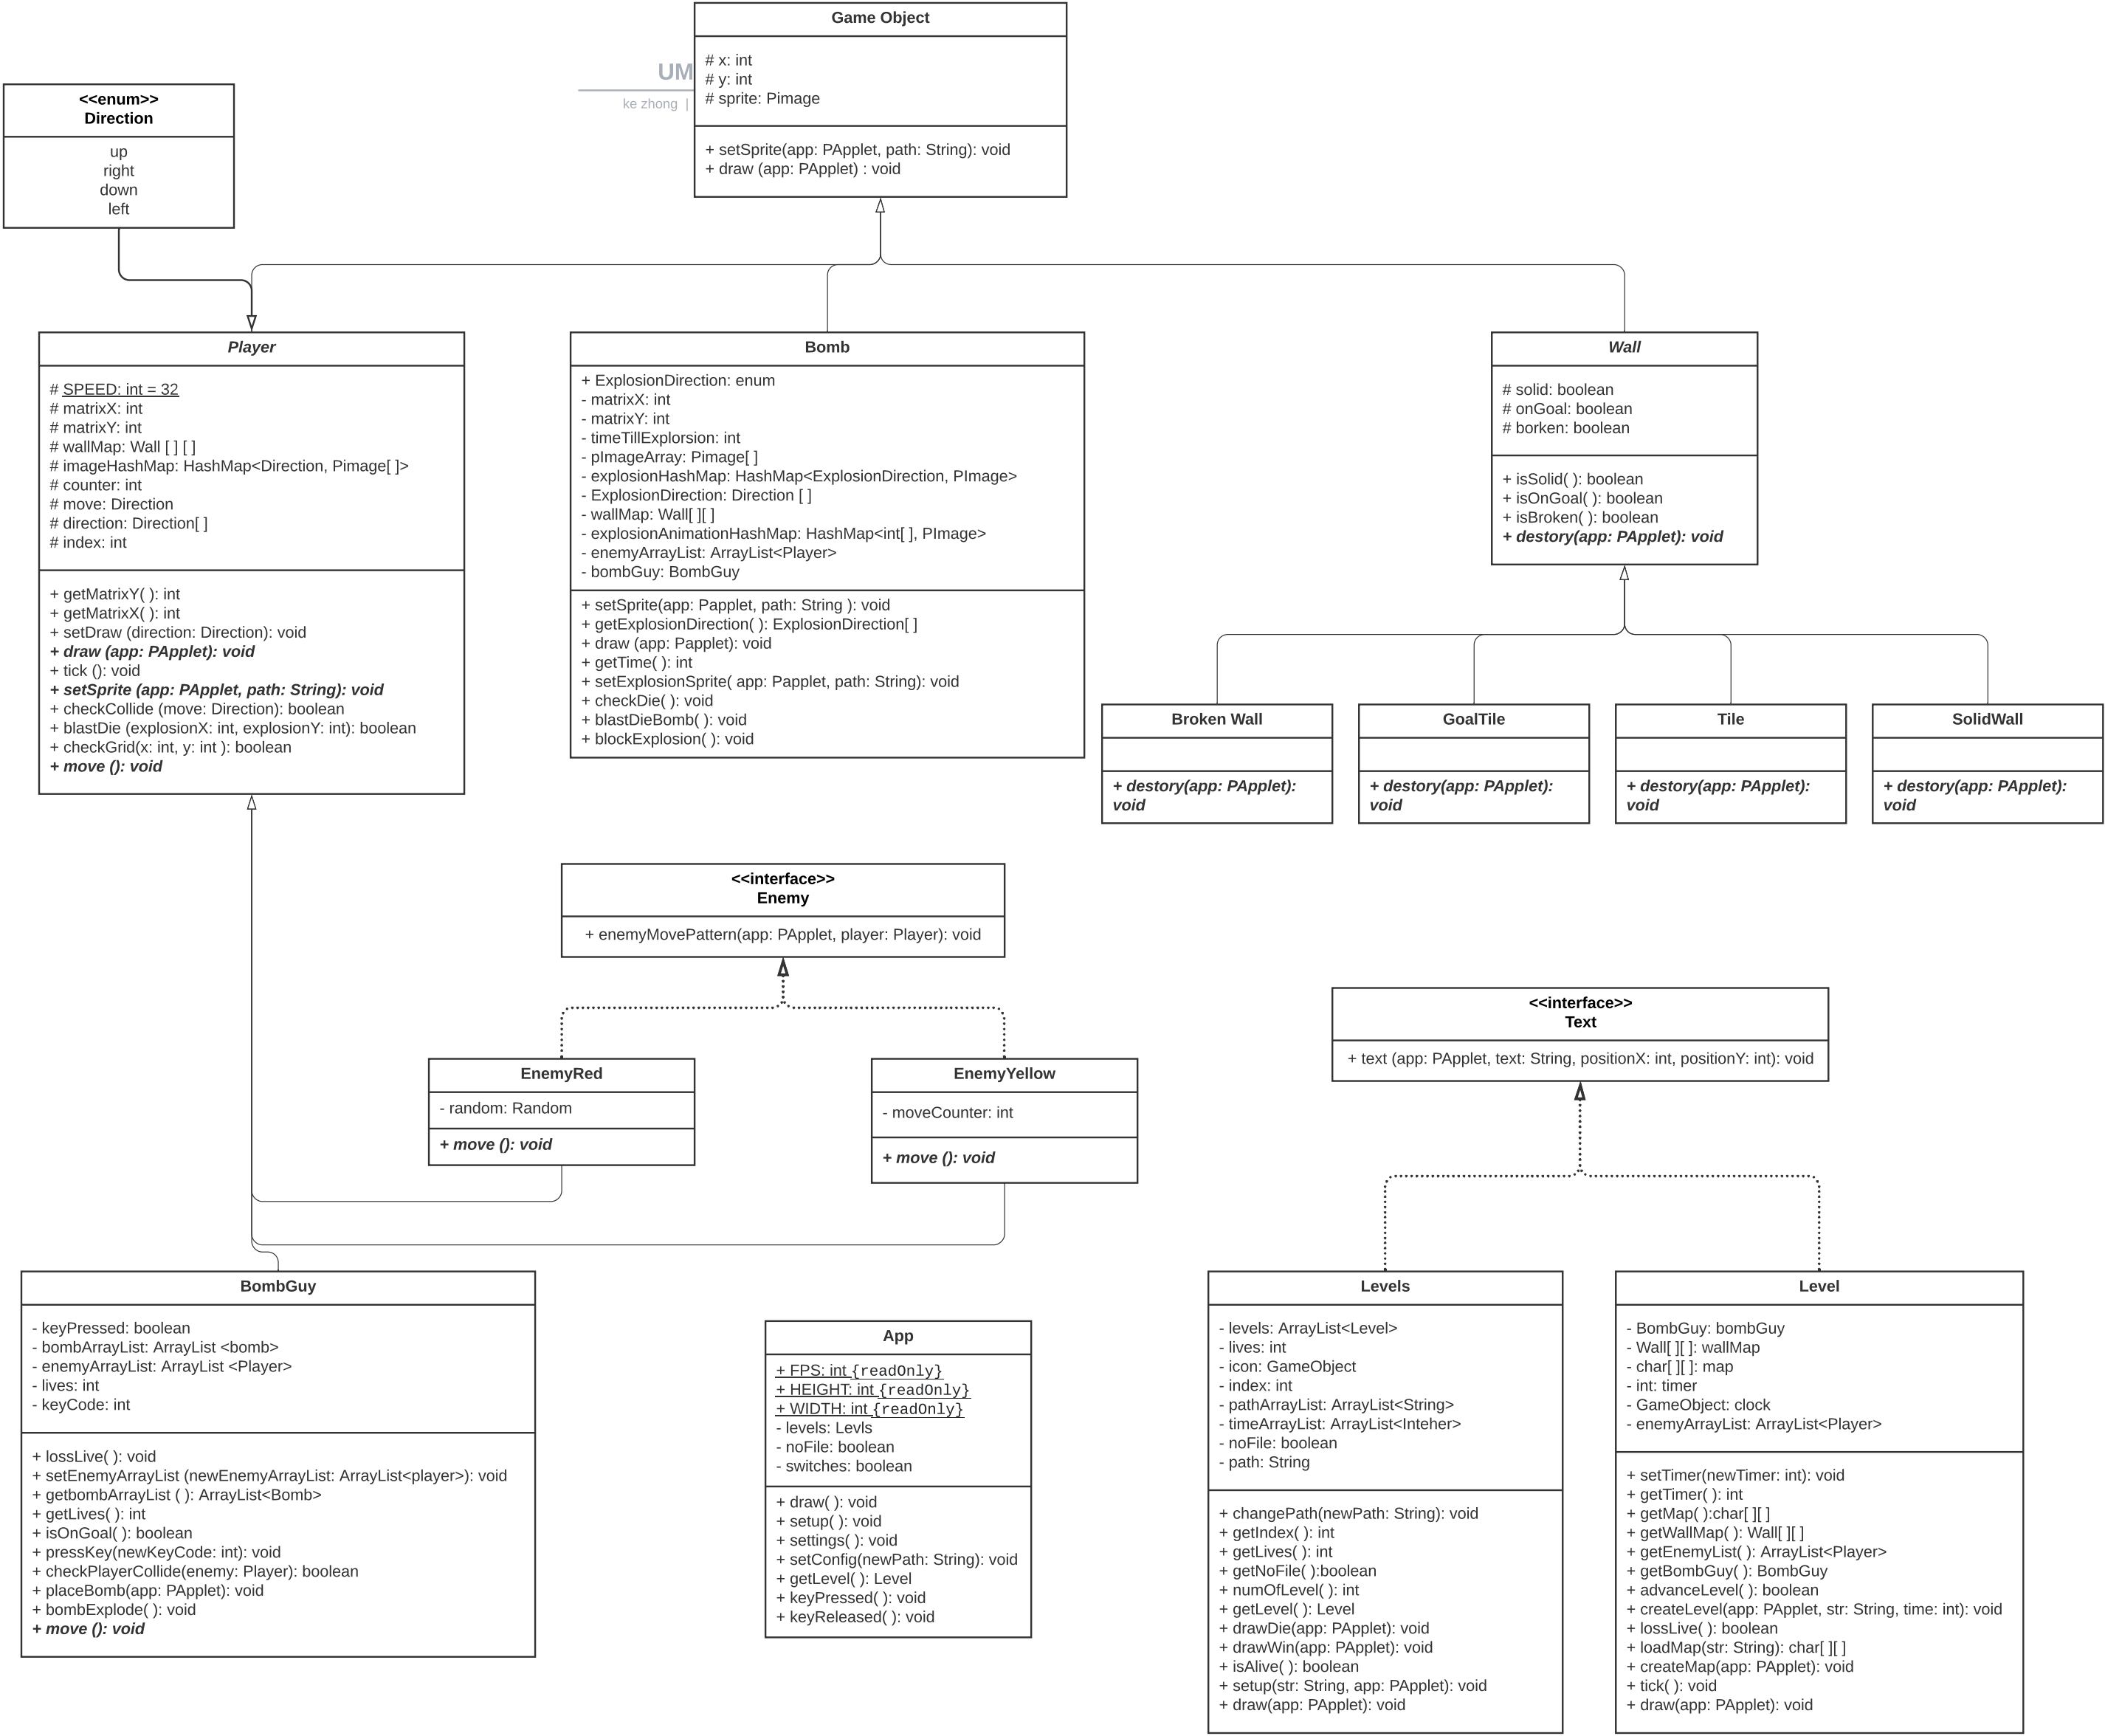 Game Object
# x: int
# y: int
# sprite: Pimage
+ setSprite(app: PApplet, path: String): void
+ draw (app: PApplet) : void
UM
ke zhong |
<<enum>>
Direction
up
right
down
left
Player
# SPEED: int = 32
# matrixX: int
# matrixY: int
# wallMap: Wall [ ] [ ]
# imageHashMap: HashMap<Direction, Pimage[ ]>
# counter: int
# move: Direction
# direction: Direction[ ]
# index: int
+ getMatrixY( ): int
+ getMatrixX( ): int
+ setDraw (direction: Direction): void
+ draw (app: PApplet): void
+ tick (): void
+ setSprite (app: PApplet, path: String): void
+ checkCollide (move: Direction): boolean
+ blastDie (explosionX: int, explosionY: int): boolean
+ checkGrid(x: int, y: int ): boolean
+ move (): void
Bomb
+ ExplosionDirection: enum
- matrixX: int
- matrixY: int
- timeTillExplorsion: int
- pImageArray: Pimage[ ]
- explosionHashMap: HashMap<ExplosionDirection, PImage>
- ExplosionDirection: Direction [ ]
- wallMap: Wall[ ][ ]
- explosionAnimationHashMap: HashMap<int[ ], PImage>
- enemyArrayList: ArrayList<Player>
- bombGuy: BombGuy
+ setSprite(app: Papplet, path: String ): void
+ getExplosionDirection( ): ExplosionDirection[ ]
+ draw (app: Papplet): void
+ getTime( ): int
+ setExplosionSprite( app: Papplet, path: String): void
+ checkDie( ): void
+ blastDieBomb( ): void
+ blockExplosion( ): void
Wall
# solid: boolean
# onGoal: boolean
# borken: boolean
+ isSolid( ): boolean
+ isOnGoal( ): boolean
+ isBroken( ): boolean
+ destory(app: PApplet): void
Broken Wall
+ destory(app: PApplet):
void
GoalTile
+ destory(app: PApplet):
void
Tile
+ destory(app: PApplet):
void
SolidWall
+ destory(app: PApplet):
void
<<interface>>
Enemy
+ enemyMovePattern(app: PApplet, player: Player): void
EnemyRed
- random: Random
+ move (): void
EnemyYellow
- moveCounter: int
+ move (): void
<<interface>>
Text
+ text (app: PApplet, text: String, positionX: int, positionY: int): void
BombGuy
- keyPressed: boolean
- bombArrayList: ArrayList <bomb>
- enemyArrayList: ArrayList <Player>
- lives: int
- keyCode: int
+ lossLive( ): void
+ setEnemyArrayList (newEnemyArrayList: ArrayList<player>): void
+ getbombArrayList ( ): ArrayList<Bomb>
+ getLives( ): int
+ isOnGoal( ): boolean
+ pressKey(newKeyCode: int): void
+ checkPlayerCollide(enemy: Player): boolean
+ placeBomb(app: PApplet): void
+ bombExplode( ): void
+ move (): void
App
+ FPS: int {readOnly}
+ HEIGHT: int {readOnly}
+ WIDTH: int {readOnly}
- levels: Levls
- noFile: boolean
- switches: boolean
+ draw( ): void
+ setup( ): void
+ settings( ): void
+ setConfig(newPath: String): void
+ getLevel( ): Level
+ keyPressed( ): void
+ keyReleased( ): void
Levels
- levels: ArrayList<Level>
- lives: int
- icon: GameObject
- index: int
- pathArrayList: ArrayList<String>
- timeArrayList: ArrayList<Inteher>
- noFile: boolean
- path: String
+ changePath(newPath: String): void
+ getIndex( ): int
+ getLives( ): int
+ getNoFile( ):boolean
+ numOfLevel( ): int
+ getLevel( ): Level
+ drawDie(app: PApplet): void
+ drawWin(app: PApplet): void
+ isAlive( ): boolean
+ setup(str: String, app: PApplet): void
+ draw(app: PApplet): void
Level
- BombGuy: bombGuy
- Wall[ ][ ]: wallMap
- char[ ][ ]: map
- int: timer
- GameObject: clock
- enemyArrayList: ArrayList<Player>
+ setTimer(newTimer: int): void
+ getTimer( ): int
+ getMap( ):char[ ][ ]
+ getWallMap( ): Wall[ ][ ]
+ getEnemyList( ): ArrayList<Player>
+ getBombGuy( ): BombGuy
+ advanceLevel( ): boolean
+ createLevel(app: PApplet, str: String, time: int): void
+ lossLive( ): boolean
+ loadMap(str: String): char[ ][ ]
+ createMap(app: PApplet): void
+ tick( ): void
+ draw(app: PApplet): void